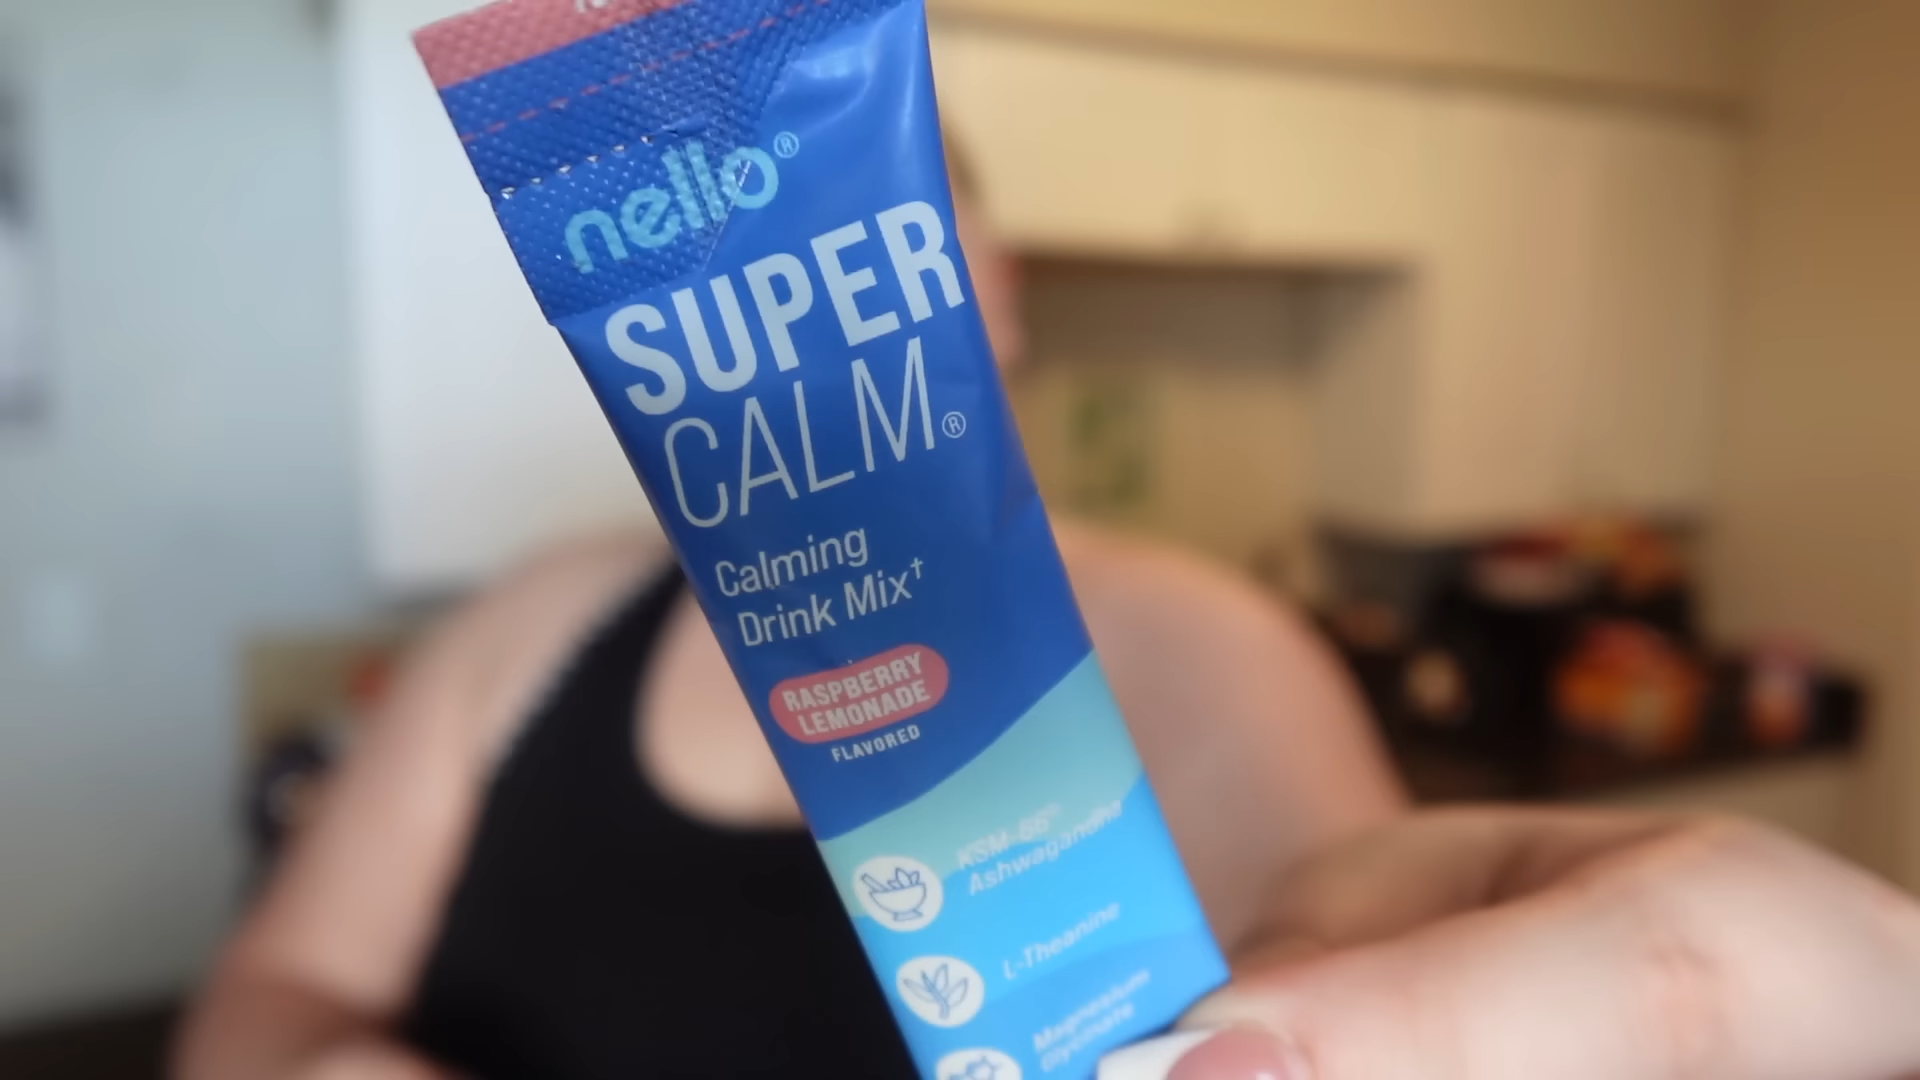 nello®
SUPER
CALM®
Calming
Drink Mix†
RASPBERRY
LEMONADE
FLAVORED
KSM-66®
Ashwagandha
L-Theanine
Magnesium
Glycinate